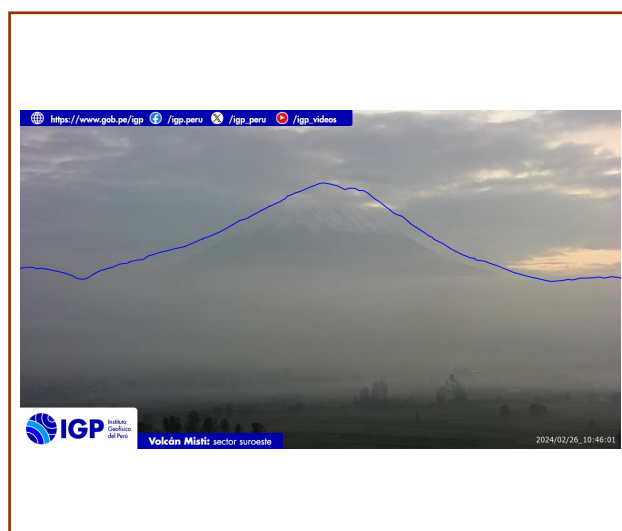 https://www.gob.pe/igp /igp.peru /igp_peru /igp_videos
IGP Instituto
Geofísico
del Perú
Volcán Misti: sector suroeste
2024/02/26_10:46:01